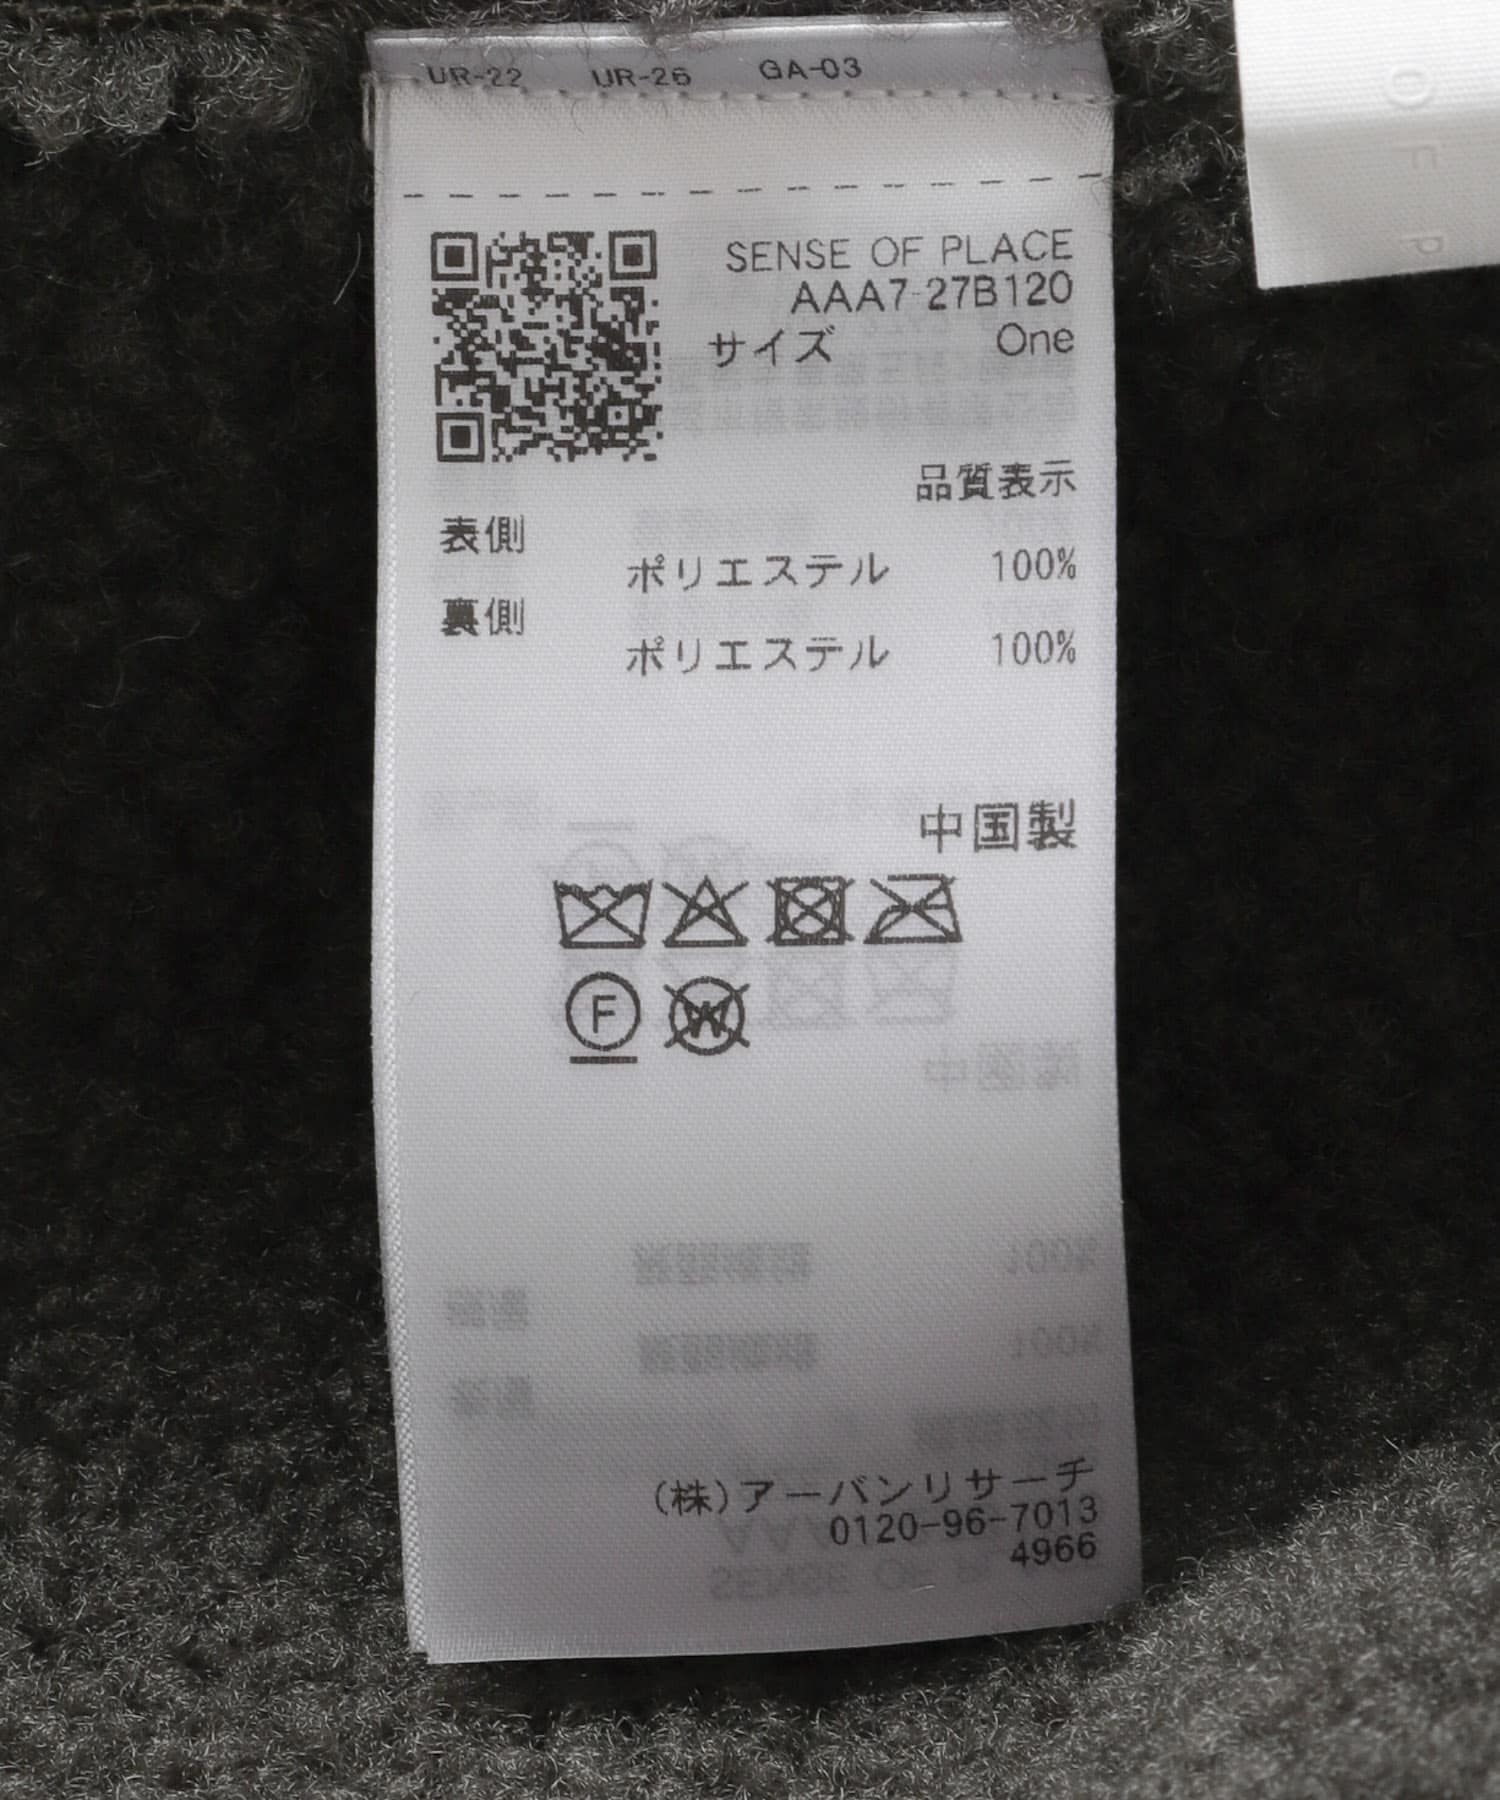 UR-22 UR-26 GA-03
SENSE OF PLACE
AAA7-27B120
サイズ One
品質表示
表側
ポリエステル 100%
裏側
ポリエステル 100%
中国製
F W
(株)アーバンリサーチ
0120-96-7013
4966
OF P